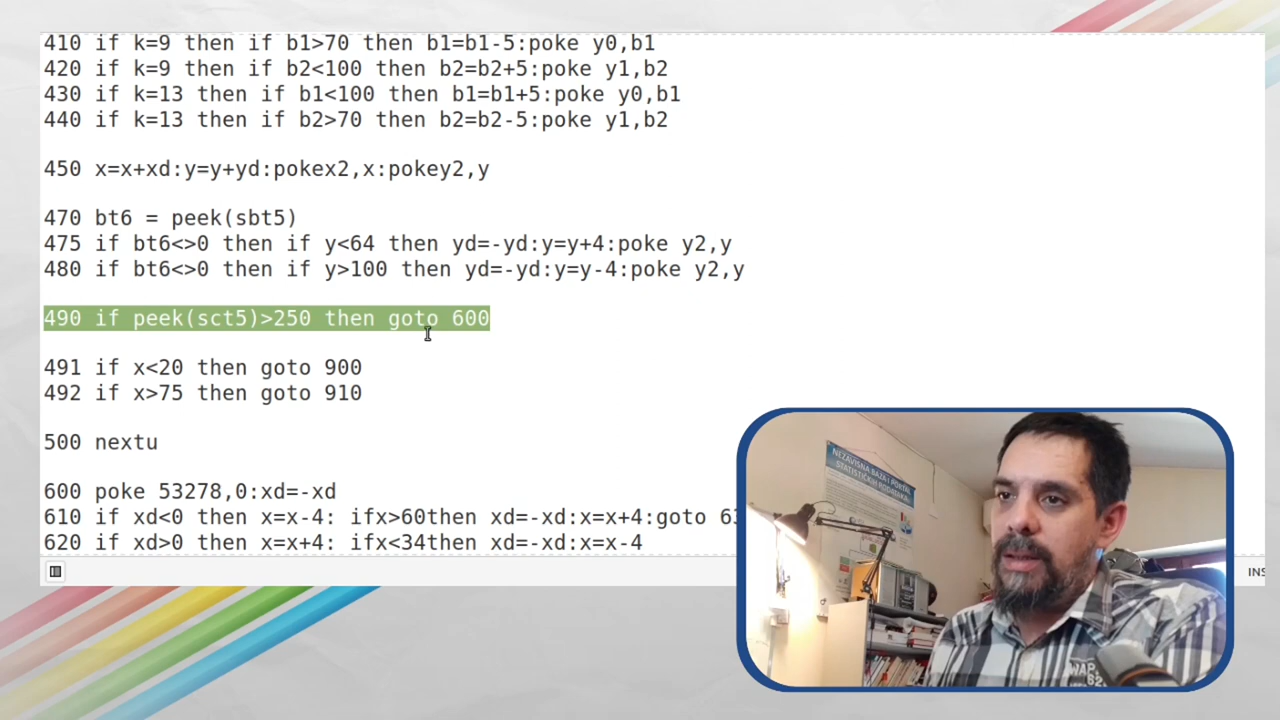 410 if k=9 then if b1>70 then b1=b1-5:poke y0,b1
420 if k=9 then if b2<100 then b2=b2+5:poke y1,b2
430 if k=13 then if b1<100 then b1=b1+5:poke y0,b1
440 if k=13 then if b2>70 then b2=b2-5:poke y1,b2
450 x=x+xd:y=y+yd:pokex2,x:pokey2,y
470 bt6 = peek(sbt5)
475 if bt6<>0 then if y<64 then yd=-yd:y=y+4:poke y2,y
480 if bt6<>0 then if y>100 then yd=-yd:y=y-4:poke y2,y
490 if peek(sct5)>250 then goto 600
491 if x<20 then goto 900
492 if x>75 then goto 910
500 nextu
600 poke 53278,0:xd=-xd
610 if xd<0 then x=x-4: ifx>60then xd=-xd:x=x+4:goto
620 if xd>0 then x=x+4: ifx<34then xd=-xd:x=x-4
INS
NEZAVISNA BAZA I PORTAL
STATISTIČKIH